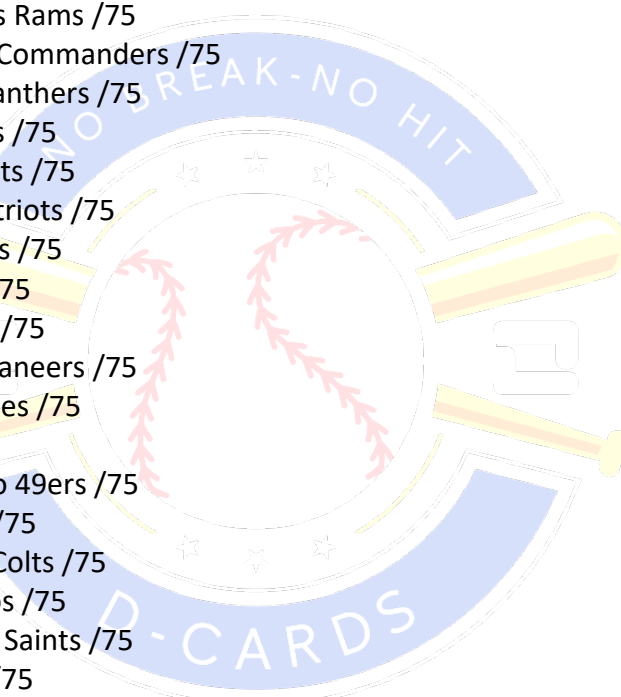 s Rams /75
Commanders /75
anthers /75
NO BREAK-NO HIT
s /75
ts /75
triots /75
s /75
75
/75
aneers /75
es /75
o 49ers /75
/75
Colts /75
os /75
D-CARDS
Saints /75
/75